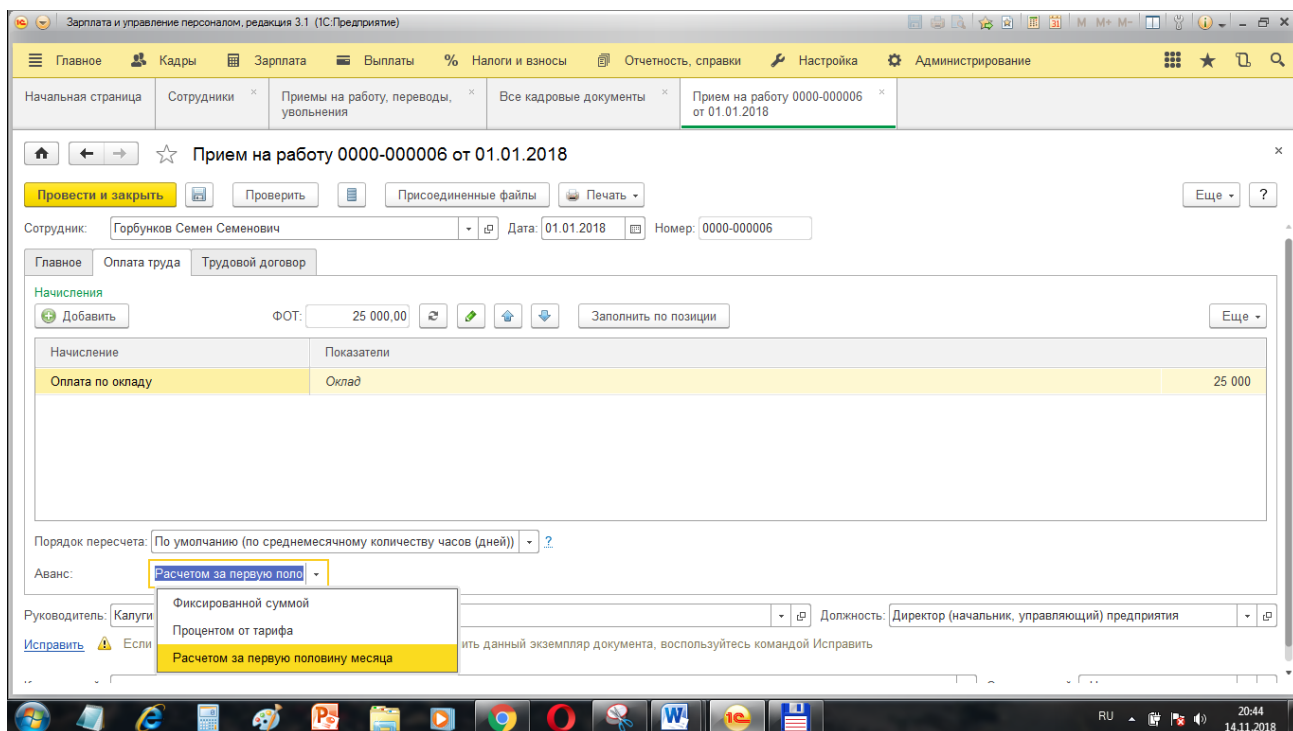 Зарплата и управление персоналом, редакция 3.1 (1С:Предприятие)
M M+ M-
Главное Кадры Зарплата Выплаты % Налоги и взносы Отчетность, справки Настройка Администрирование
Начальная страница Сотрудники × Приемы на работу, переводы, увольнения × Все кадровые документы × Прием на работу 0000-000006 от 01.01.2018 ×
Прием на работу 0000-000006 от 01.01.2018
Провести и закрыть Проверить Присоединенные файлы Печать Еще ?
Сотрудник: Горбунков Семен Семенович Дата: 01.01.2018 Номер: 0000-000006
Главное Оплата труда Трудовой договор
Начисления
Добавить ФОТ: 25 000,00 Заполнить по позиции Еще
Начисление Показатели
Оплата по окладу Оклад 25 000
Порядок пересчета: По умолчанию (по среднемесячному количеству часов (дней)) ?
Аванс: Расчетом за первую поло
Фиксированной суммой
Руководитель: Капуги Должность: Директор (начальник, управляющий) предприятия
Процентом от тарифа
Исправить Если ить данный экземпляр документа, воспользуйтесь командой Исправить
Расчетом за первую половину месяца
RU 20:44
14.11.2018